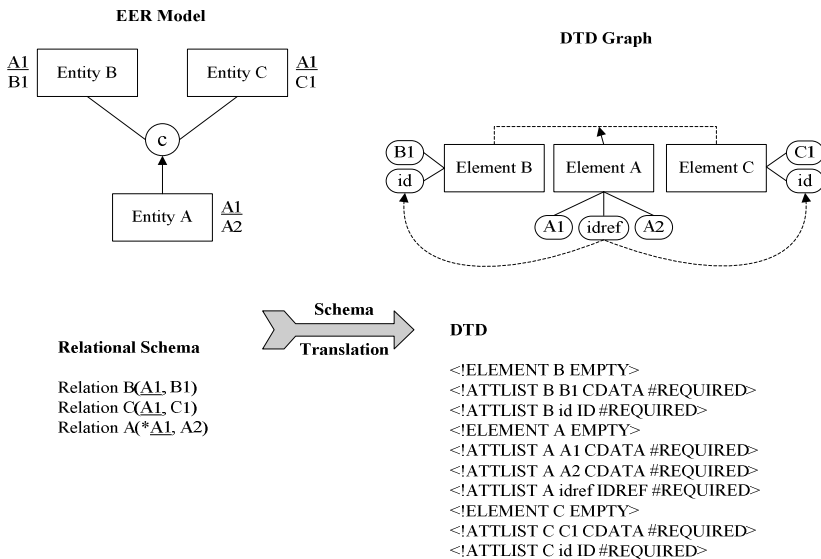 EER Model
A1
B1
Entity B
Entity C
A1
C1
c
Entity A
A1
A2
DTD Graph
B1
id
Element B
Element A
Element C
C1
id
A1
idref
A2
Schema
Translation
Relational Schema
Relation B(A1, B1)
Relation C(A1, C1)
Relation A(*A1, A2)
DTD
<!ELEMENT B EMPTY>
<!ATTLIST B B1 CDATA #REQUIRED>
<!ATTLIST B id ID #REQUIRED>
<!ELEMENT A EMPTY>
<!ATTLIST A A1 CDATA #REQUIRED>
<!ATTLIST A A2 CDATA #REQUIRED>
<!ATTLIST A idref IDREF #REQUIRED>
<!ELEMENT C EMPTY>
<!ATTLIST C C1 CDATA #REQUIRED>
<!ATTLIST C id ID #REQUIRED>